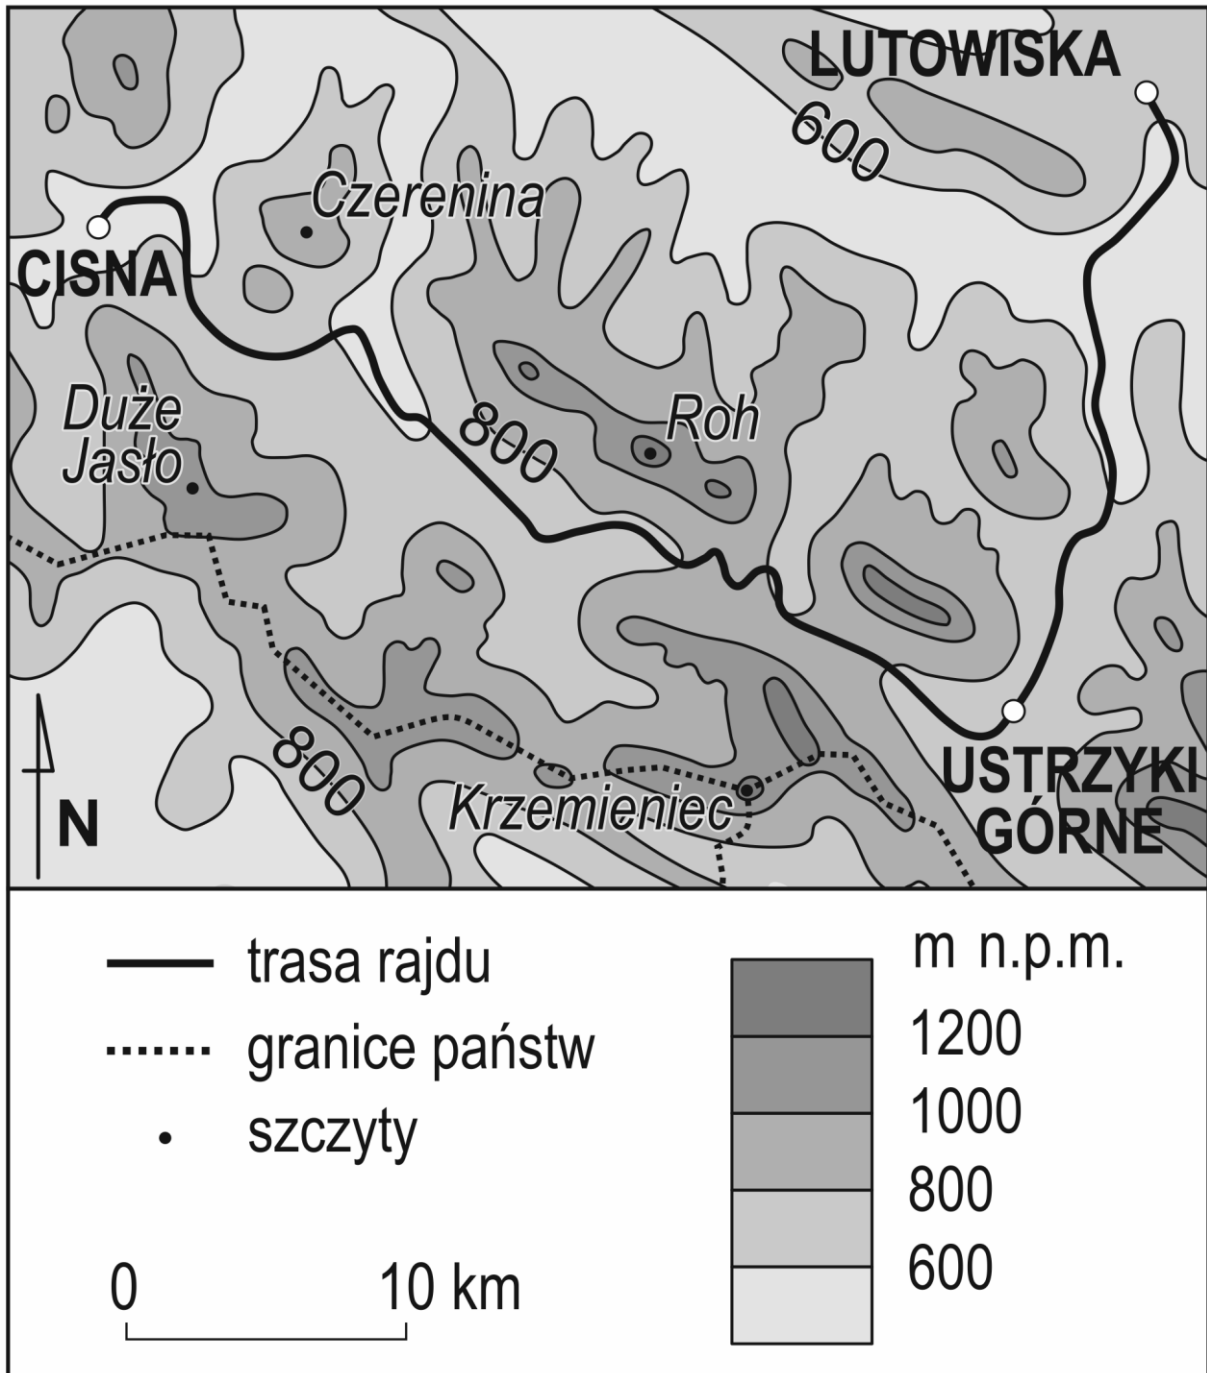 LUTOWISKA
600
Czerenina
CISNA
Duże
Jasło
800
Roh
800
Krzemieniec
USTRZYKI
GÓRNE
N
trasa rajdu
granice państw
szczyty
0 10 km
m n.p.m.
1200
1000
800
600